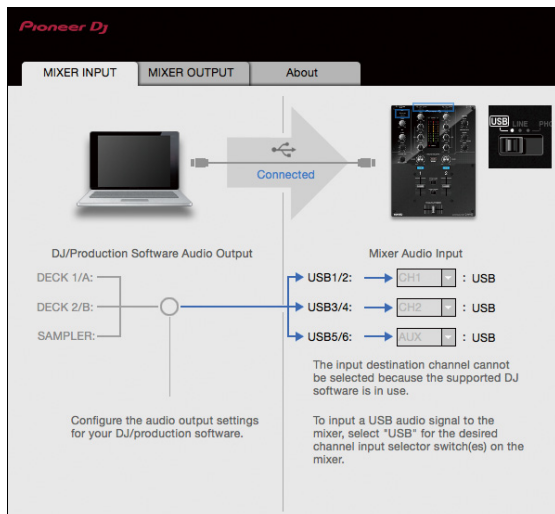 Pioneer Dj
MIXER INPUT
MIXER OUTPUT
About
USB LINE PHO
Connected
DJ/Production Software Audio Output
Mixer Audio Input
DECK 1/A:
USB1/2:
CH1
: USB
DECK 2/B:
USB3/4:
CH2
: USB
SAMPLER:
USB5/6:
AUX
: USB
The input destination channel cannot
be selected because the supported DJ
software is in use.
Configure the audio output settings
for your DJ/production software.
To input a USB audio signal to the
mixer, select "USB" for the desired
channel input selector switch(es) on the
mixer.